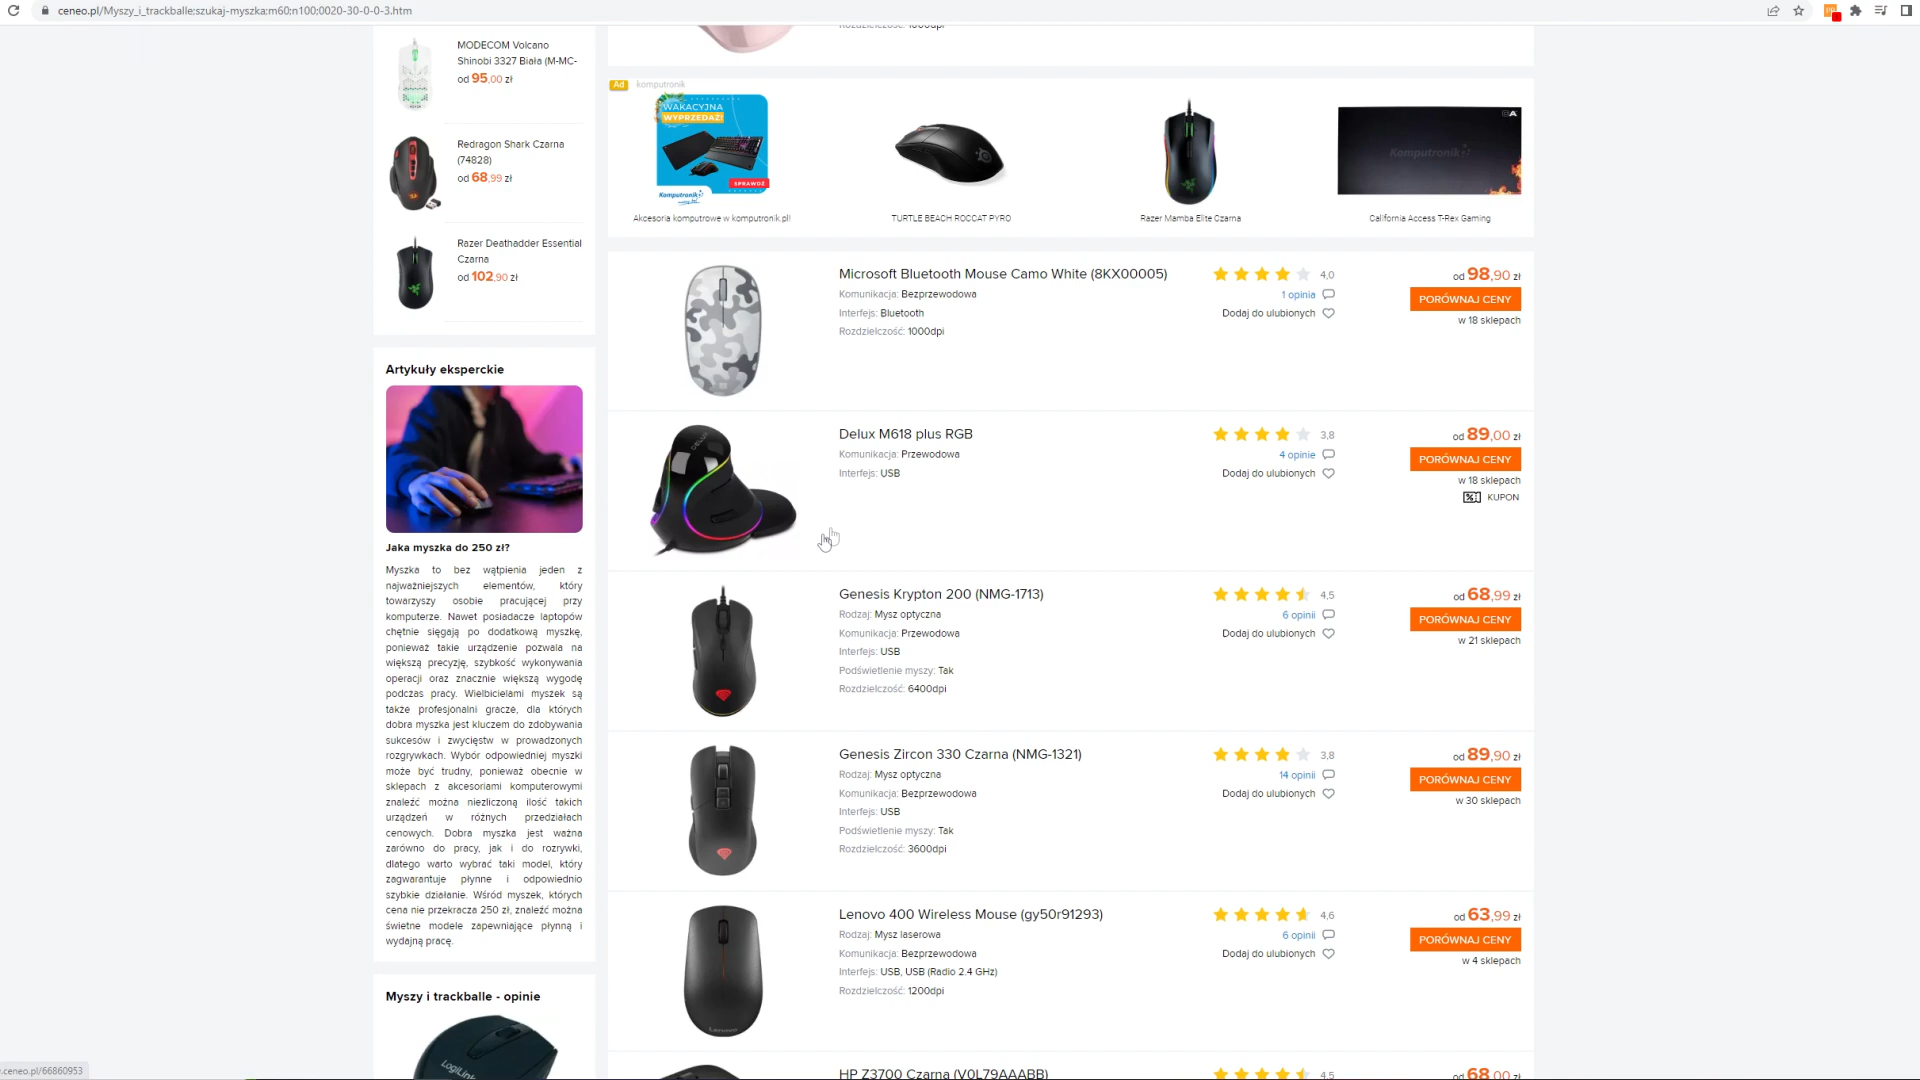 ceneo.pl/Myszy_i_trackballe;szukaj-myszka;m60;n100;0020-30-0-0-3.htm
MODECOM Volcano
Shinobi 3327 Biała (M-MC-
od 95,00 zł
Redragon Shark Czarna
(74828)
od 68,99 zł
Razer Deathadder Essential
Czarna
od 102,90 zł
Artykuły eksperckie
Jaka myszka do 250 zł?
Myszka to bez wątpienia jeden z
najważniejszych elementów, który
towarzyszy osobie pracującej przy
komputerze. Nawet posiadacze laptopów
chętnie sięgają po dodatkową myszkę,
ponieważ takie urządzenie pozwala na
większą precyzję, szybkość wykonywania
operacji oraz znacznie większą wygodę
podczas pracy. Wielbicielami myszek są
także profesjonalni gracze, dla których
dobra myszka jest kluczem do zdobywania
sukcesów i zwycięstw w prowadzonych
rozgrywkach. Wybór odpowiedniej myszki
może być trudny, ponieważ obecnie w
sklepach z akcesoriami komputerowymi
znaleźć można niezliczoną ilość takich
urządzeń w różnych przedziałach
cenowych. Dobra myszka jest ważna
zarówno do pracy, jak i do rozrywki,
dlatego warto wybrać taki model, który
zagwarantuje płynne i odpowiednio
szybkie działanie. Wśród myszek, których
cena nie przekracza 250 zł, znaleźć można
świetne modele zapewniające płynną i
wydajną pracę.
Myszy i trackballe - opinie
LogiLink
Ad komputronik
WAKACYJNA
WYPRZEDAŻ!
SPRAWDŹ
Komputronik
Akcesoria komputrowe w komputronik.pl!
TURTLE BEACH ROCCAT PYRO
Razer Mamba Elite Czarna
Komputronik
California Access T-Rex Gaming
Microsoft Bluetooth Mouse Camo White (8KX00005)
Komunikacja: Bezprzewodowa
Interfejs: Bluetooth
Rozdzielczość: 1000dpi
4,0
1 opinia
Dodaj do ulubionych
od 98,90 zł
PORÓWNAJ CENY
w 18 sklepach
Delux M618 plus RGB
Komunikacja: Przewodowa
Interfejs: USB
3,8
4 opinie
Dodaj do ulubionych
od 89,00 zł
PORÓWNAJ CENY
w 18 sklepach
KUPON
Genesis Krypton 200 (NMG-1713)
Rodzaj: Mysz optyczna
Komunikacja: Przewodowa
Interfejs: USB
Podświetlenie myszy: Tak
Rozdzielczość: 6400dpi
4,5
6 opinii
Dodaj do ulubionych
od 68,99 zł
PORÓWNAJ CENY
w 21 sklepach
Genesis Zircon 330 Czarna (NMG-1321)
Rodzaj: Mysz optyczna
Komunikacja: Bezprzewodowa
Interfejs: USB
Podświetlenie myszy: Tak
Rozdzielczość: 3600dpi
3,8
14 opinii
Dodaj do ulubionych
od 89,90 zł
PORÓWNAJ CENY
w 30 sklepach
Lenovo 400 Wireless Mouse (gy50r91293)
Rodzaj: Mysz laserowa
Komunikacja: Bezprzewodowa
Interfejs: USB, USB (Radio 2.4 GHz)
Rozdzielczość: 1200dpi
Lenovo
4,6
6 opinii
Dodaj do ulubionych
od 63,99 zł
PORÓWNAJ CENY
w 4 sklepach
HP Z3700 Czarna (V0L79AAABB)
4,5
od 68,00 zł
.ceneo.pl/66860953